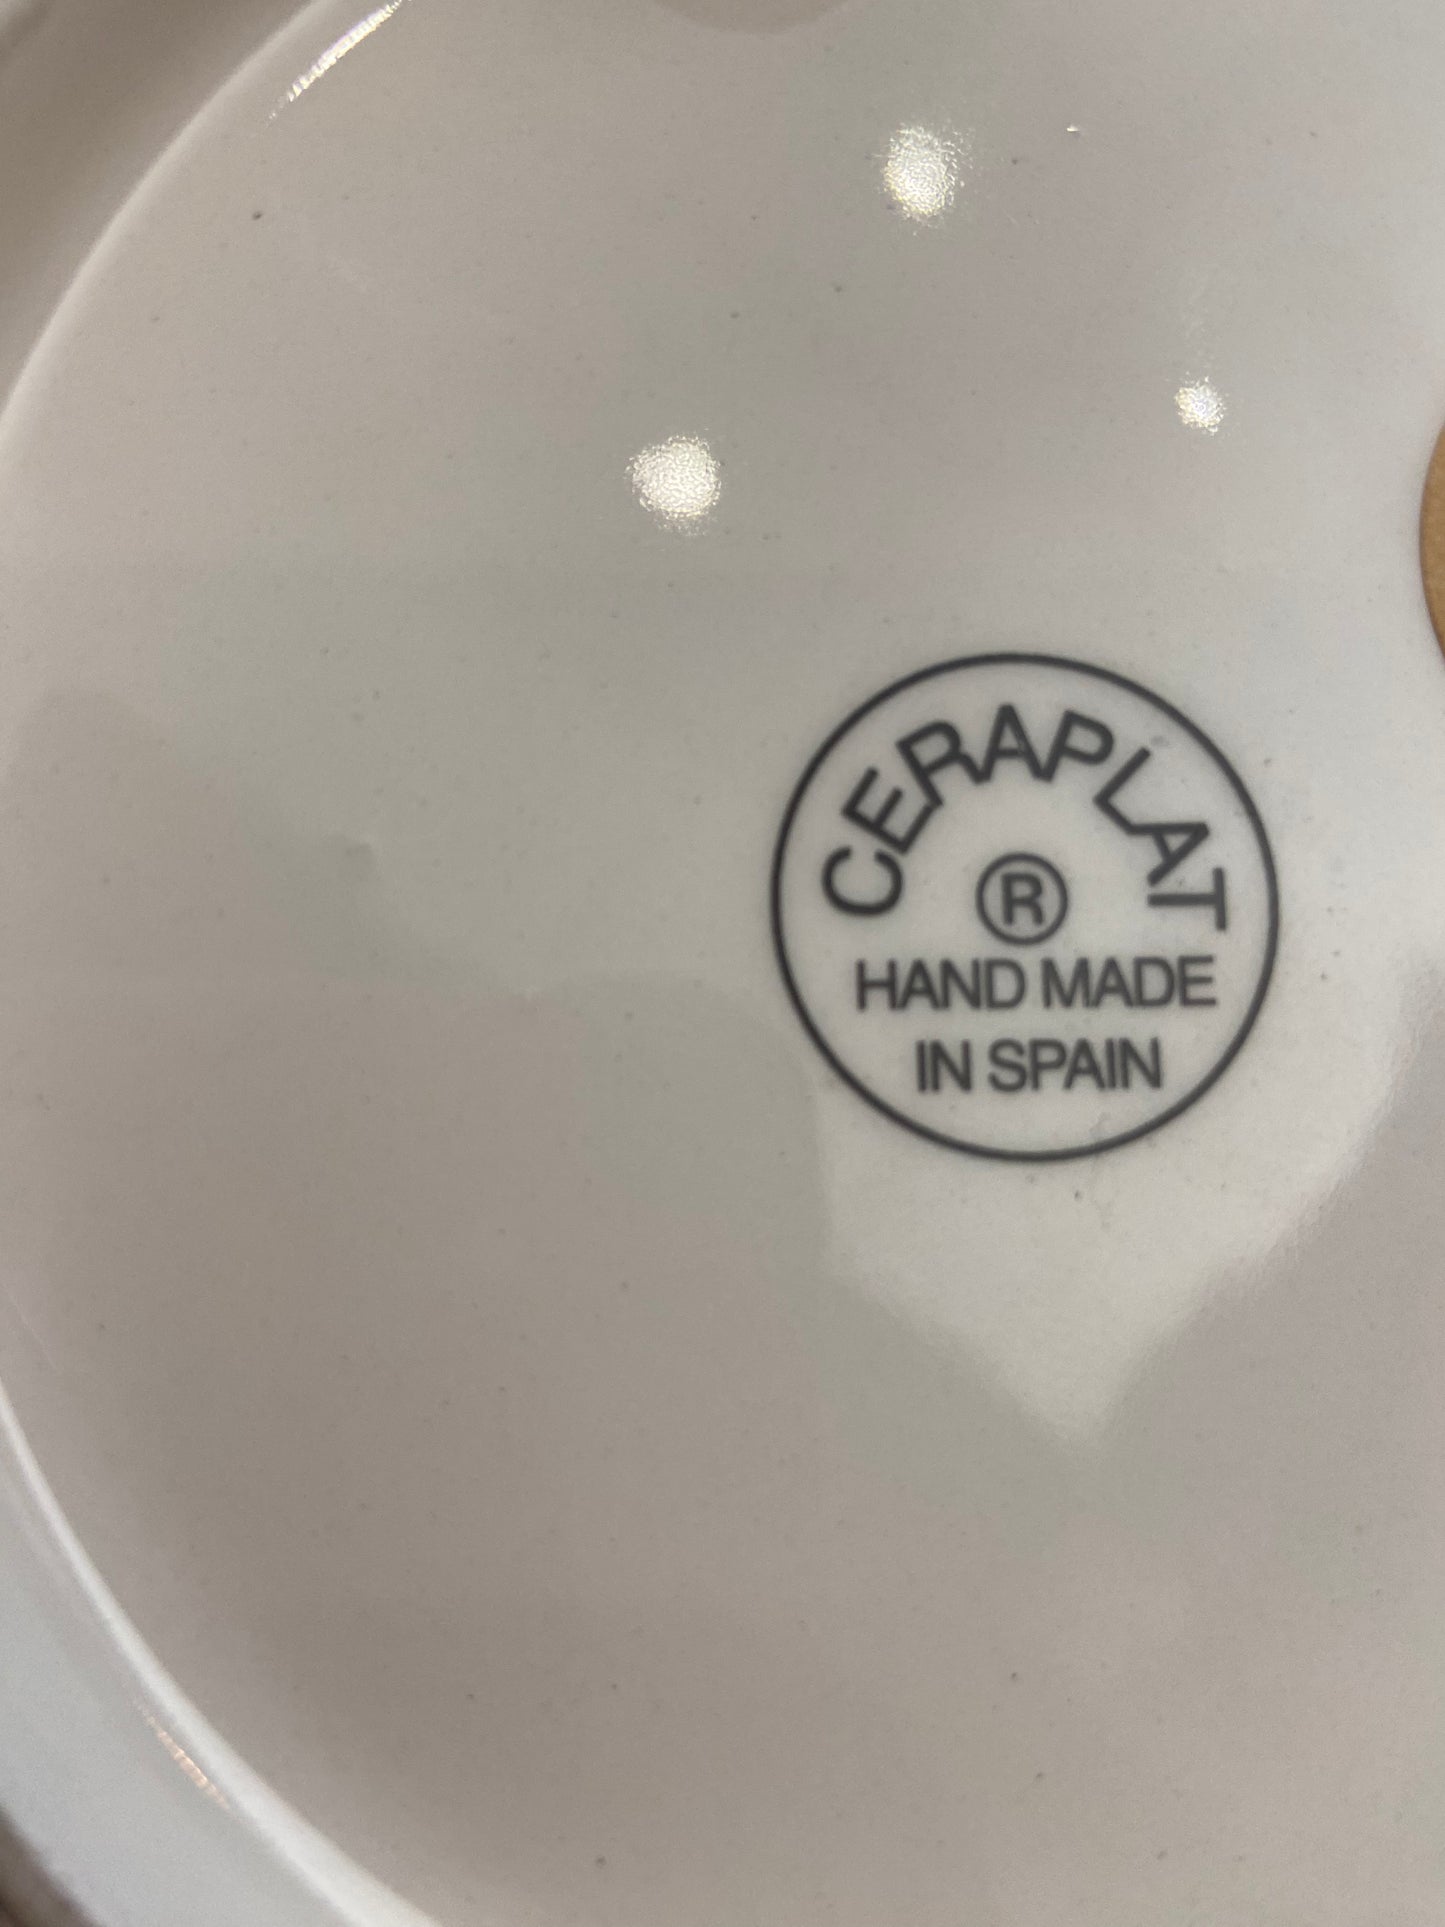 CERAPLAT
®
HAND MADE
IN SPAIN